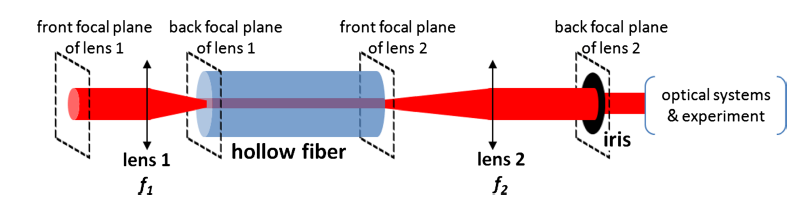 front focal plane
of lens 1
back focal plane
of lens 1
front focal plane
of lens 2
back focal plane
of lens 2
optical systems
& experiment
iris
hollow fiber
lens 1
f1
lens 2
f2